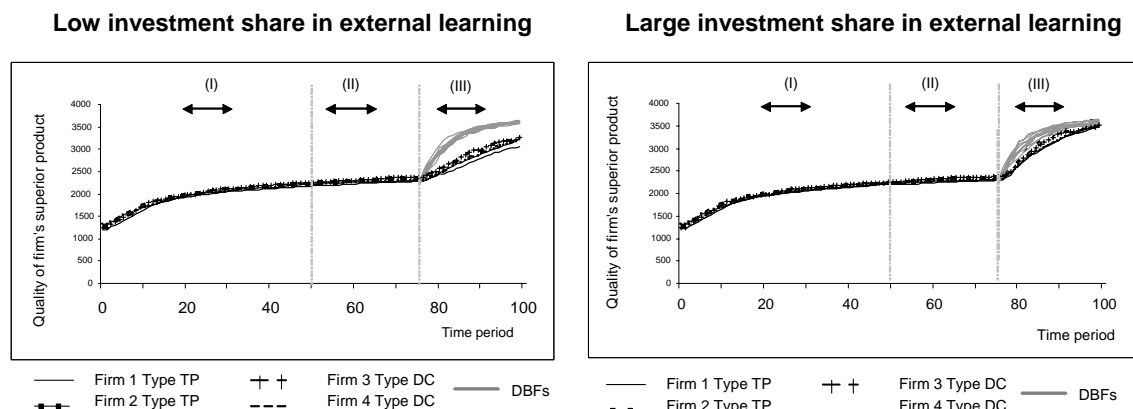 Low investment share in external learning
Large investment share in external learning
(I)
(II)
(III)
Quality of firm's superior product
4000
3500
3000
2500
2000
1500
1000
500
0
0
20
40
60
80
100
Time period
Firm 1 Type TP
Firm 3 Type DC
DBFs
Firm 2 Type TP
Firm 4 Type DC
(I)
(II)
(III)
Quality of firm's superior product
4000
3500
3000
2500
2000
1500
1000
500
0
0
20
40
60
80
100
Time period
Firm 1 Type TP
Firm 3 Type DC
DBFs
Firm 2 Type TP
Firm 4 Type DC